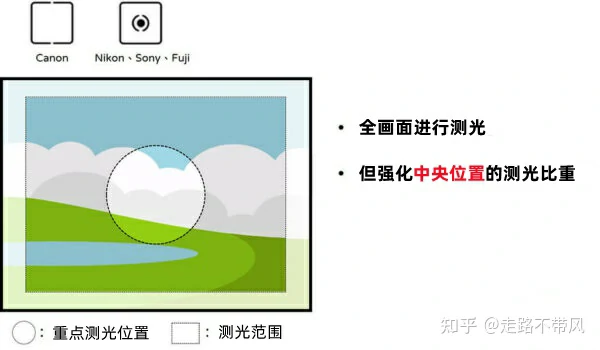 Canon
Nikon、Sony、Fuji
• 全画面进行测光
• 但强化中央位置的测光比重
：重点测光位置
：测光范围
知乎 @走路不带风